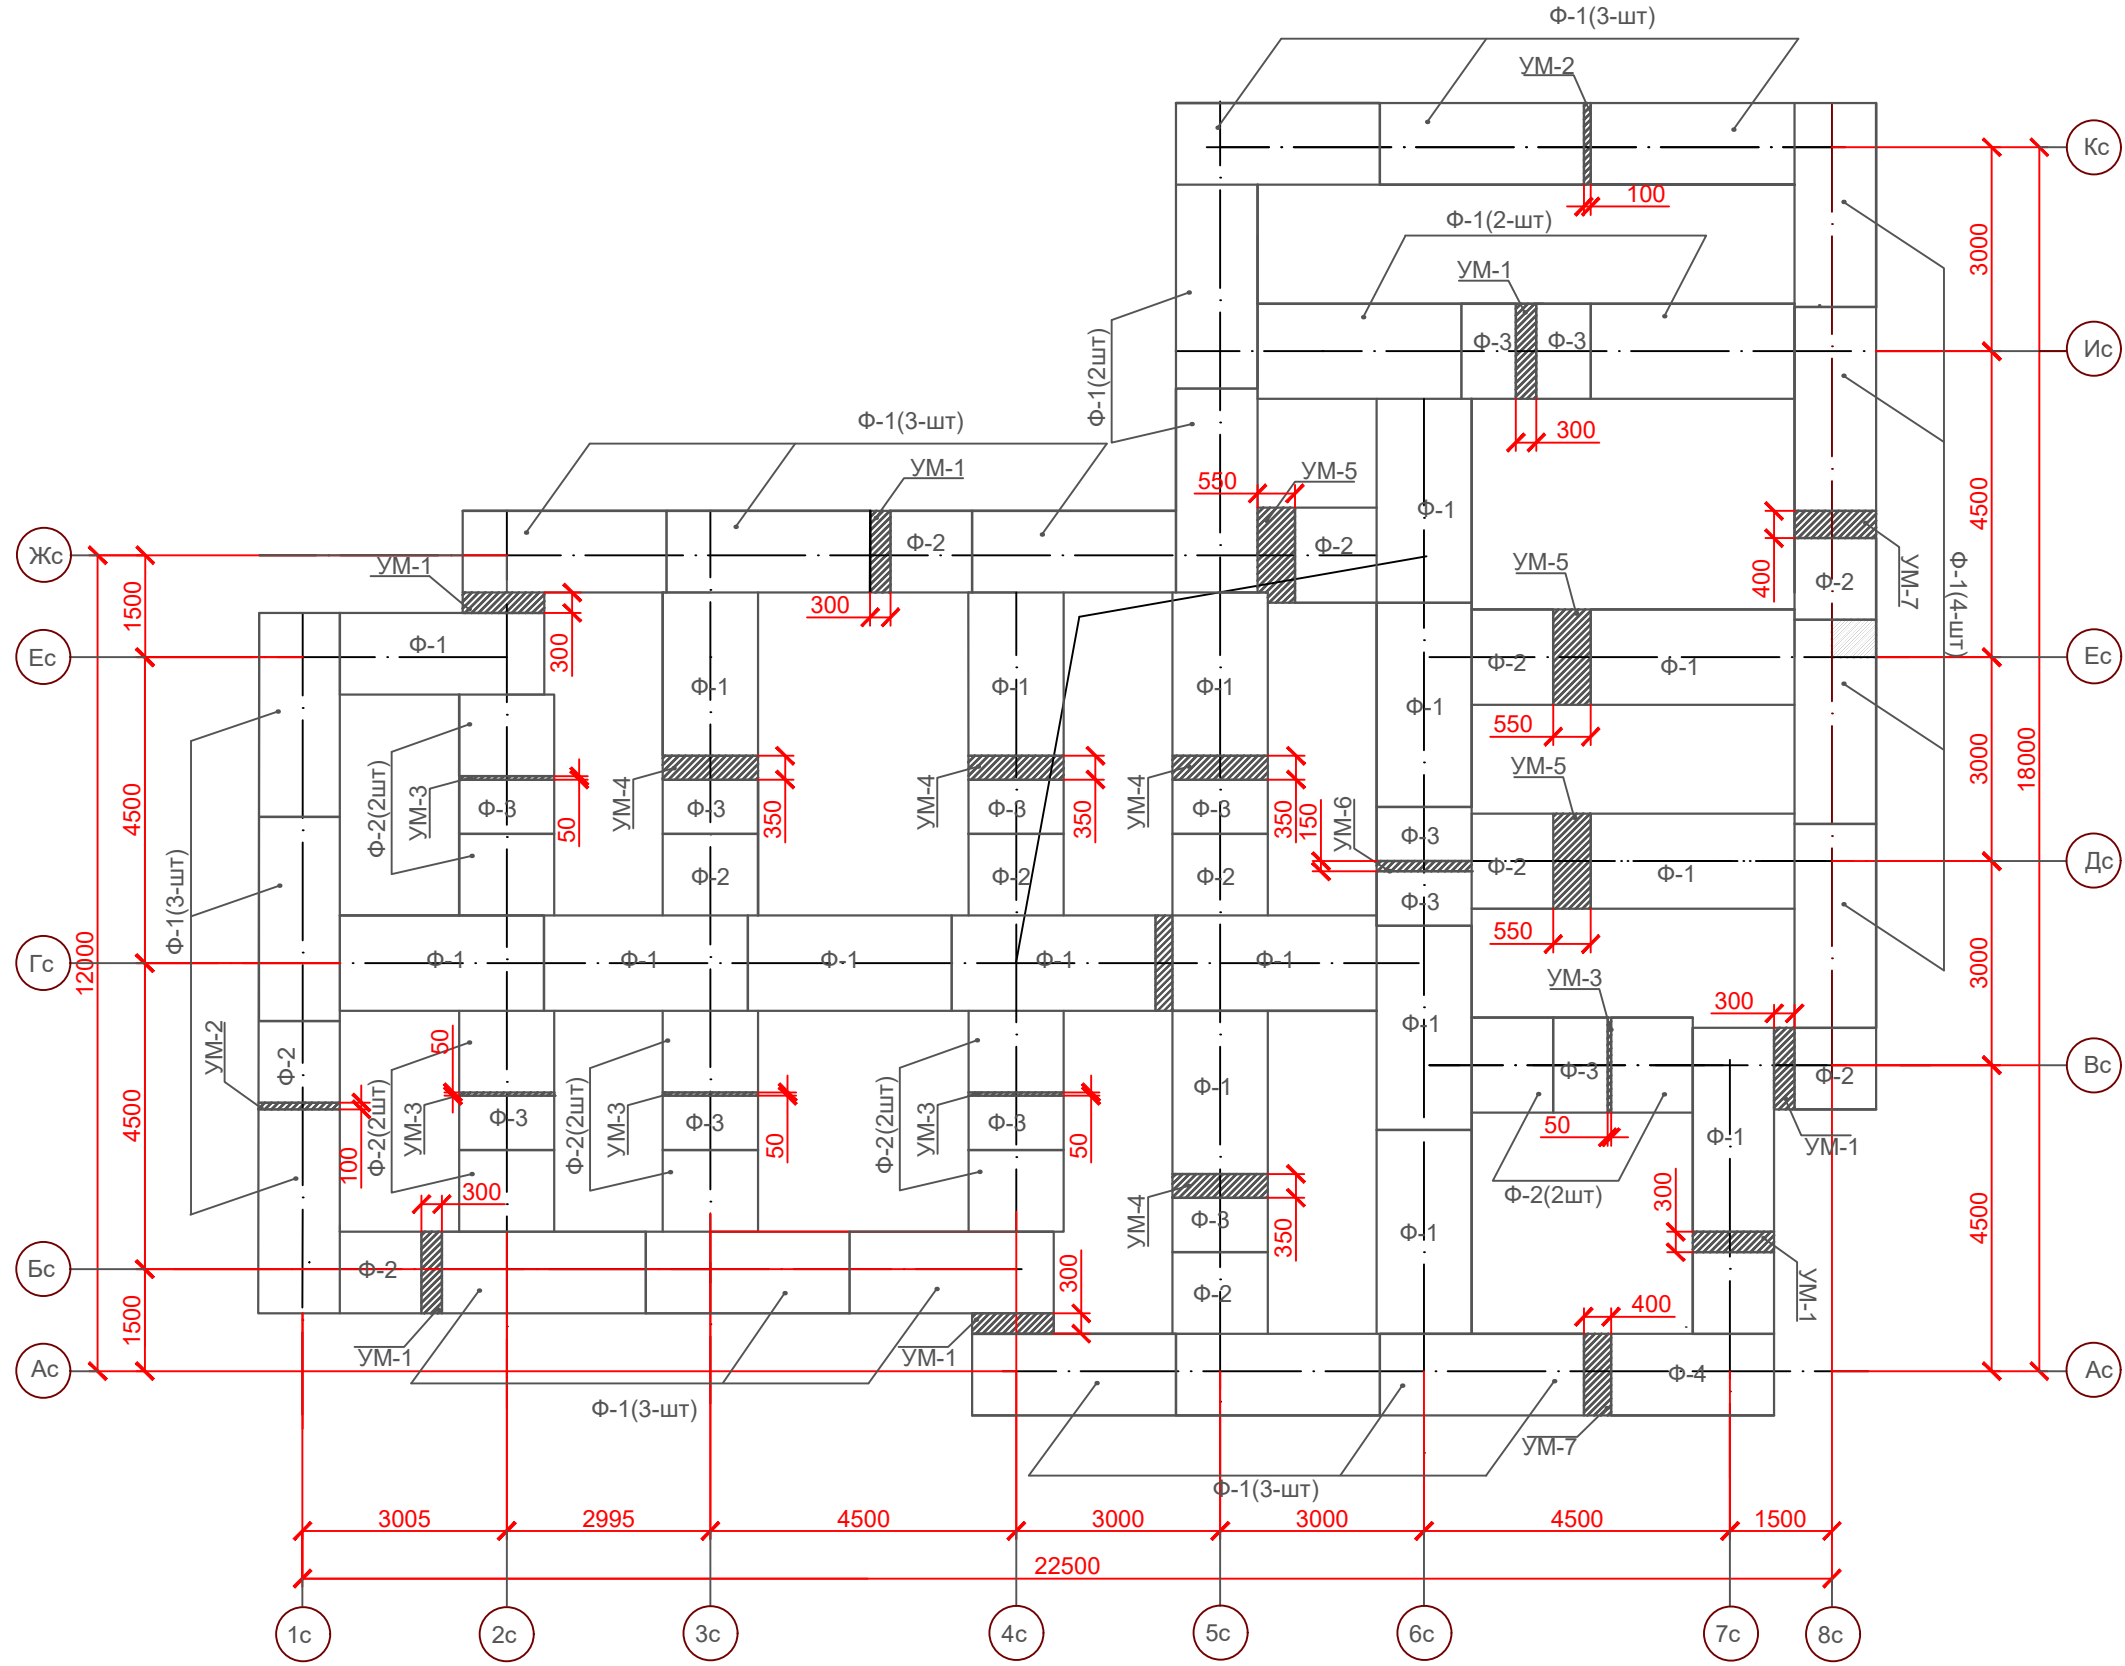 Ф-1(3-шт)
УМ-2
Кс
100
Ф-1(2-шт)
3000
УМ-1
Ф-3
Ф-3
Ис
Ф-1(2шт)
Ф-1(3-шт)
300
УМ-1
550
УМ-5
Ф-1
4500
Жс
УМ-1
Ф-2
Ф-2
УМ-5
400
Ф-2
УМ-7
Ф-1(4-шт)
1500
300
Ф-1
300
Ес
Ф-2
Ф-1
Ес
Ф-1
Ф-1
Ф-1
Ф-1
550
3000
18000
УМ-5
Ф-2(2шт)
УМ-3
Ф-3
50
УМ-4
Ф-3
350
УМ-4
Ф-3
350
УМ-4
Ф-3
350
150
УМ-6
Ф-3
4500
Ф-2
Ф-1
Дс
Ф-2
Ф-2
Ф-2
Ф-3
Ф-1(3-шт)
550
12000
Гс
Ф-1
Ф-1
Ф-1
Ф-1
Ф-1
УМ-3
3000
300
УМ-2
Ф-2
50
Ф-1
Ф-3
Ф-2
Вс
Ф-2(2шт)
УМ-3
Ф-3
Ф-2(2шт)
УМ-3
Ф-3
50
Ф-2(2шт)
УМ-3
Ф-3
50
Ф-1
50
Ф-1
УМ-1
4500
100
300
Ф-2(2шт)
300
УМ-4
Ф-3
350
Ф-1
4500
Бс
Ф-2
300
Ф-2
400
УМ-1
1500
УМ-1
УМ-1
Ас
Ф-4
Ас
Ф-1(3-шт)
УМ-7
Ф-1(3-шт)
3005
2995
4500
3000
3000
4500
1500
22500
1с
2с
3с
4с
5с
6с
7с
8с